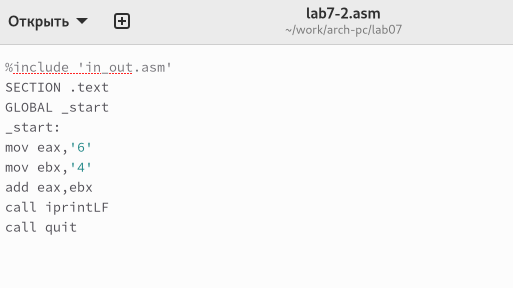 Открыть
lab7-2.asm
~/work/arch-pc/lab07
%include 'in_out.asm'
SECTION .text
GLOBAL _start
_start:
mov eax,'6'
mov ebx,'4'
add eax,ebx
call iprintLF
call quit